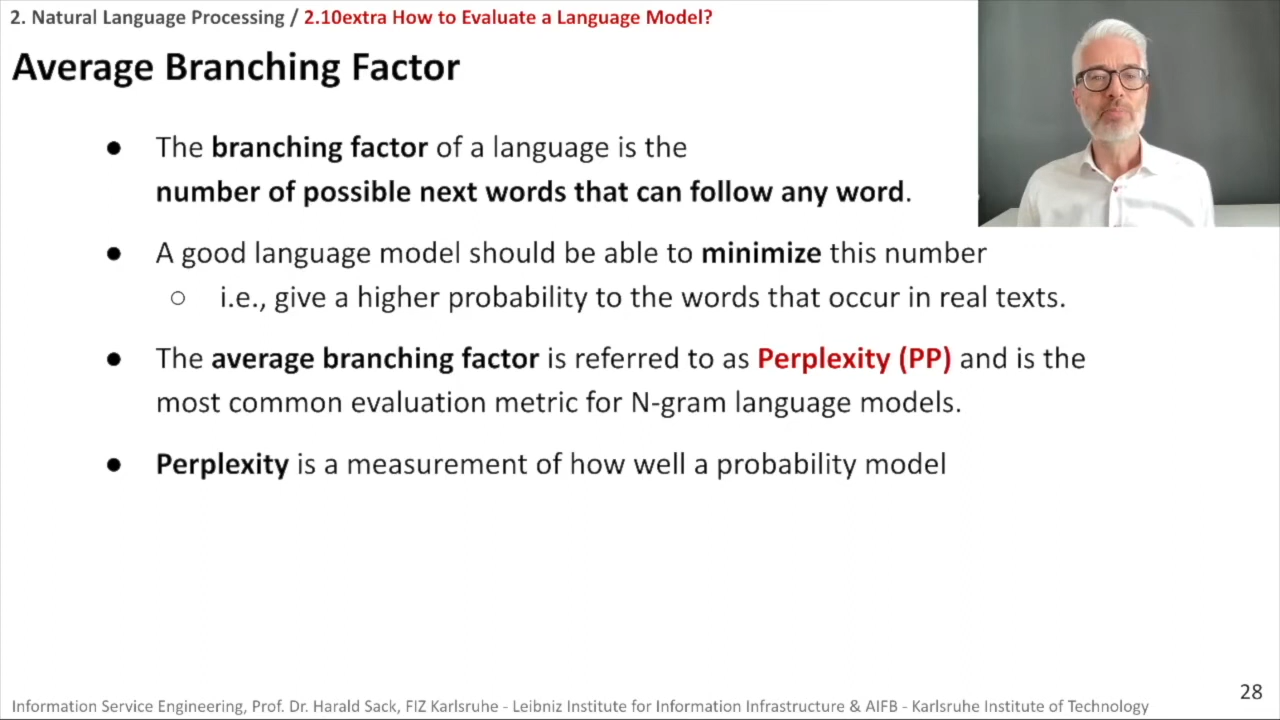 2. Natural Language Processing / 2.10extra How to Evaluate a Language Model?
Average Branching Factor
● The branching factor of a language is the
number of possible next words that can follow any word.
● A good language model should be able to minimize this number
○ i.e., give a higher probability to the words that occur in real texts.
● The average branching factor is referred to as Perplexity (PP) and is the
most common evaluation metric for N-gram language models.
● Perplexity is a measurement of how well a probability model
28
Information Service Engineering, Prof. Dr. Harald Sack, FIZ Karlsruhe - Leibniz Institute for Information Infrastructure & AIFB - Karlsruhe Institute of Technology